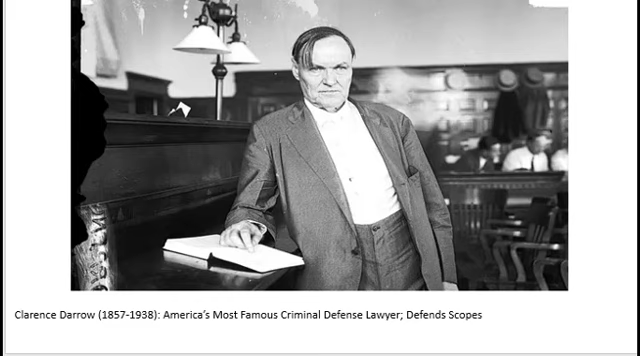 Clarence Darrow (1857-1938): America's Most Famous Criminal Defense Lawyer; Defends Scopes